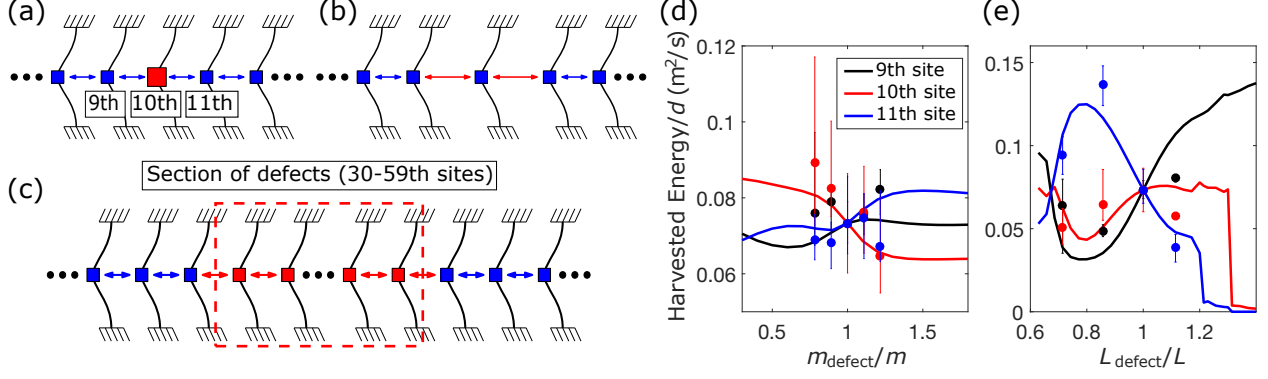 (a)
(b)
9th
10th
11th
(c)
Section of defects (30-59th sites)
(d)
Harvested Energy/d (m²/s)
0.12
0.1
0.08
0.06
9th site
10th site
11th site
0.5
1
1.5
m_defect/m
(e)
0.15
0.1
0.05
0
0.6
0.8
1
1.2
L_defect/L